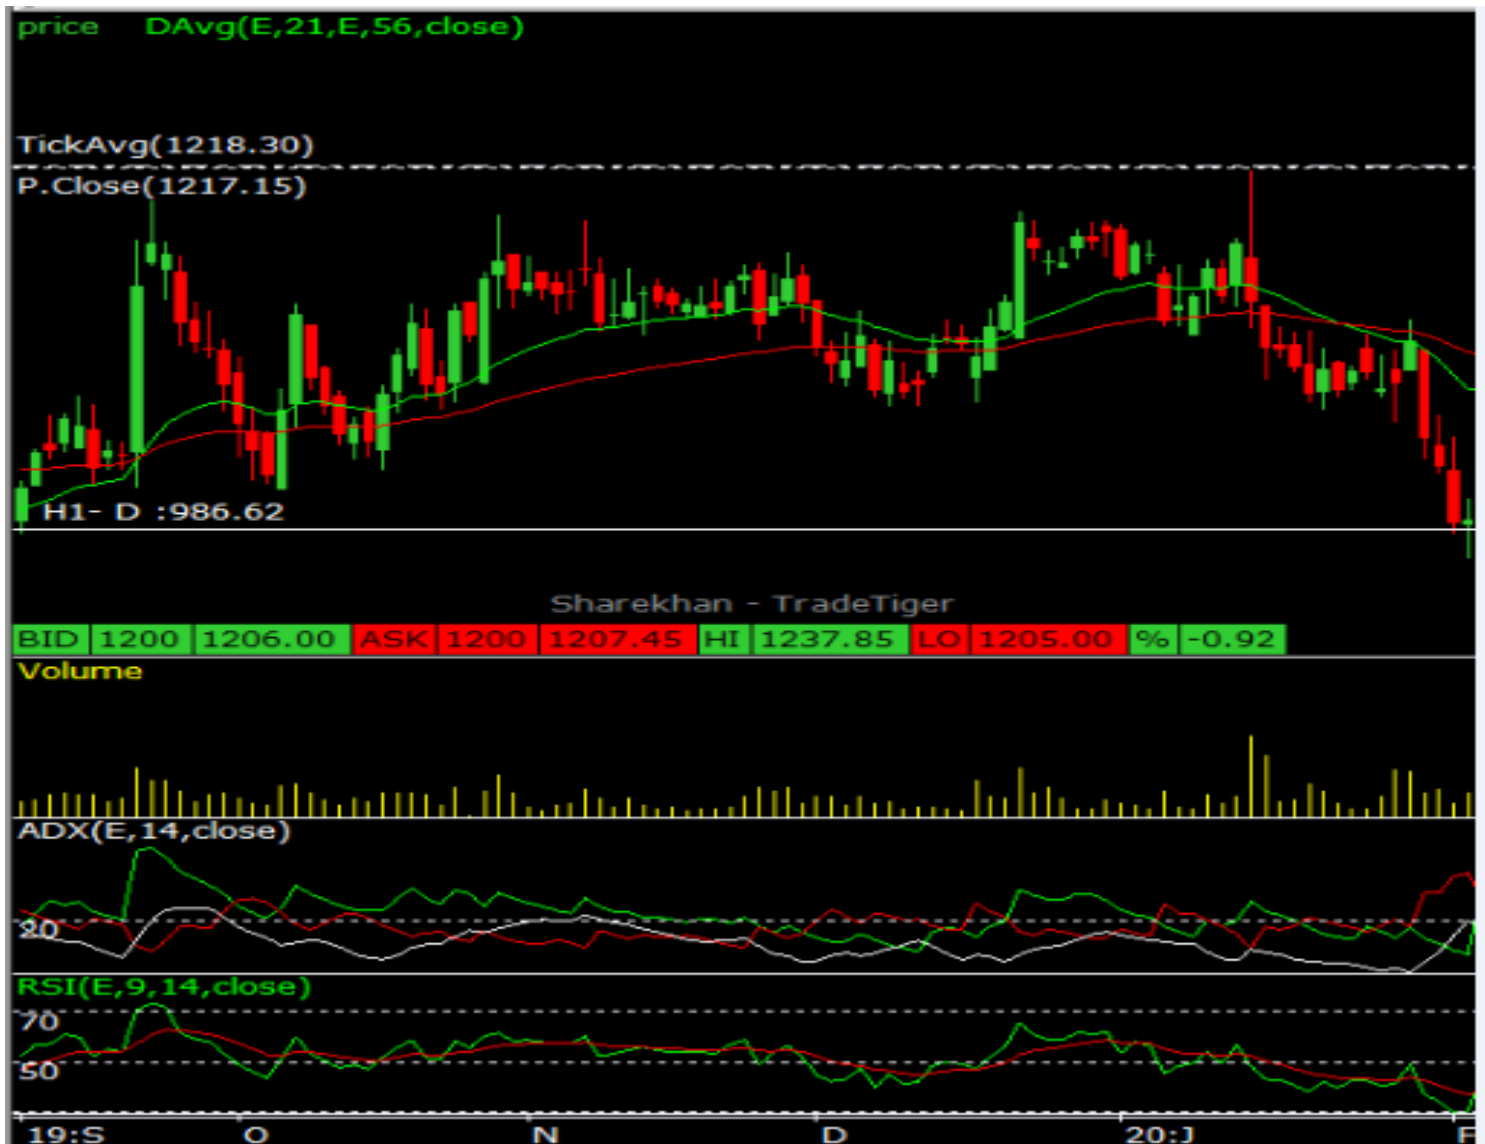 price DAvg(E,21,E,56,close)
TickAvg(1218.30)
P.Close(1217.15)
H1- D :986.62
Sharekhan - TradeTiger
BID 1200 1206.00 ASK 1200 1207.45 HI 1237.85 LO 1205.00 % -0.92
Volume
ADX(E,14,close)
20
RSI(E,9,14,close)
70
50
19:S O N D 20:J F